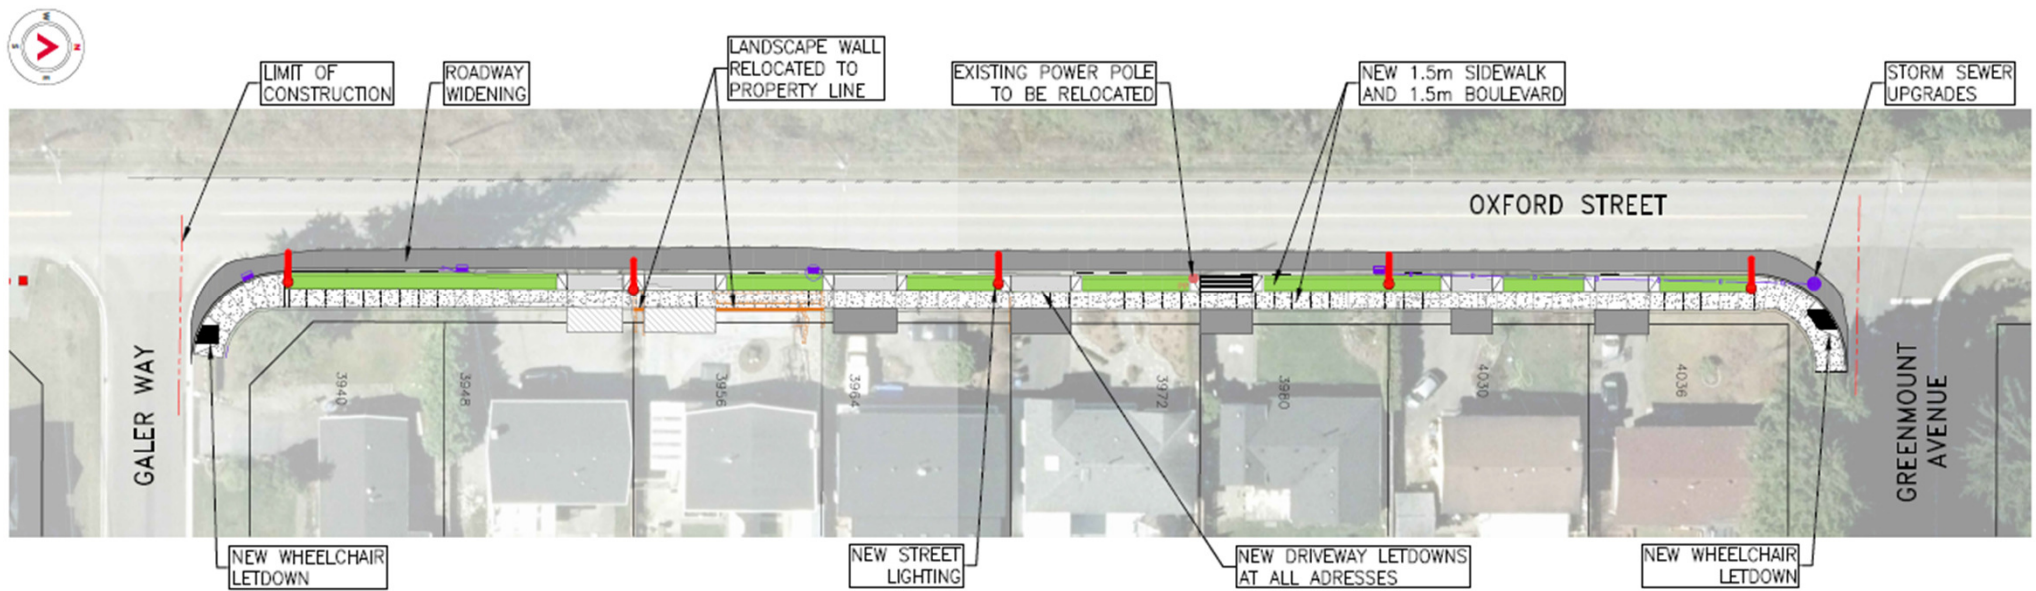 W
S
N
E
LIMIT OF
CONSTRUCTION
ROADWAY
WIDENING
LANDSCAPE WALL
RELOCATED TO
PROPERTY LINE
EXISTING POWER POLE
TO BE RELOCATED
NEW 1.5m SIDEWALK
AND 1.5m BOULEVARD
STORM SEWER
UPGRADES
OXFORD STREET
GALER WAY
3940
3948
3956
3964
3972
3980
4030
4036
GREENMOUNT
AVENUE
NEW WHEELCHAIR
LETDOWN
NEW STREET
LIGHTING
NEW DRIVEWAY LETDOWNS
AT ALL ADRESSES
NEW WHEELCHAIR
LETDOWN